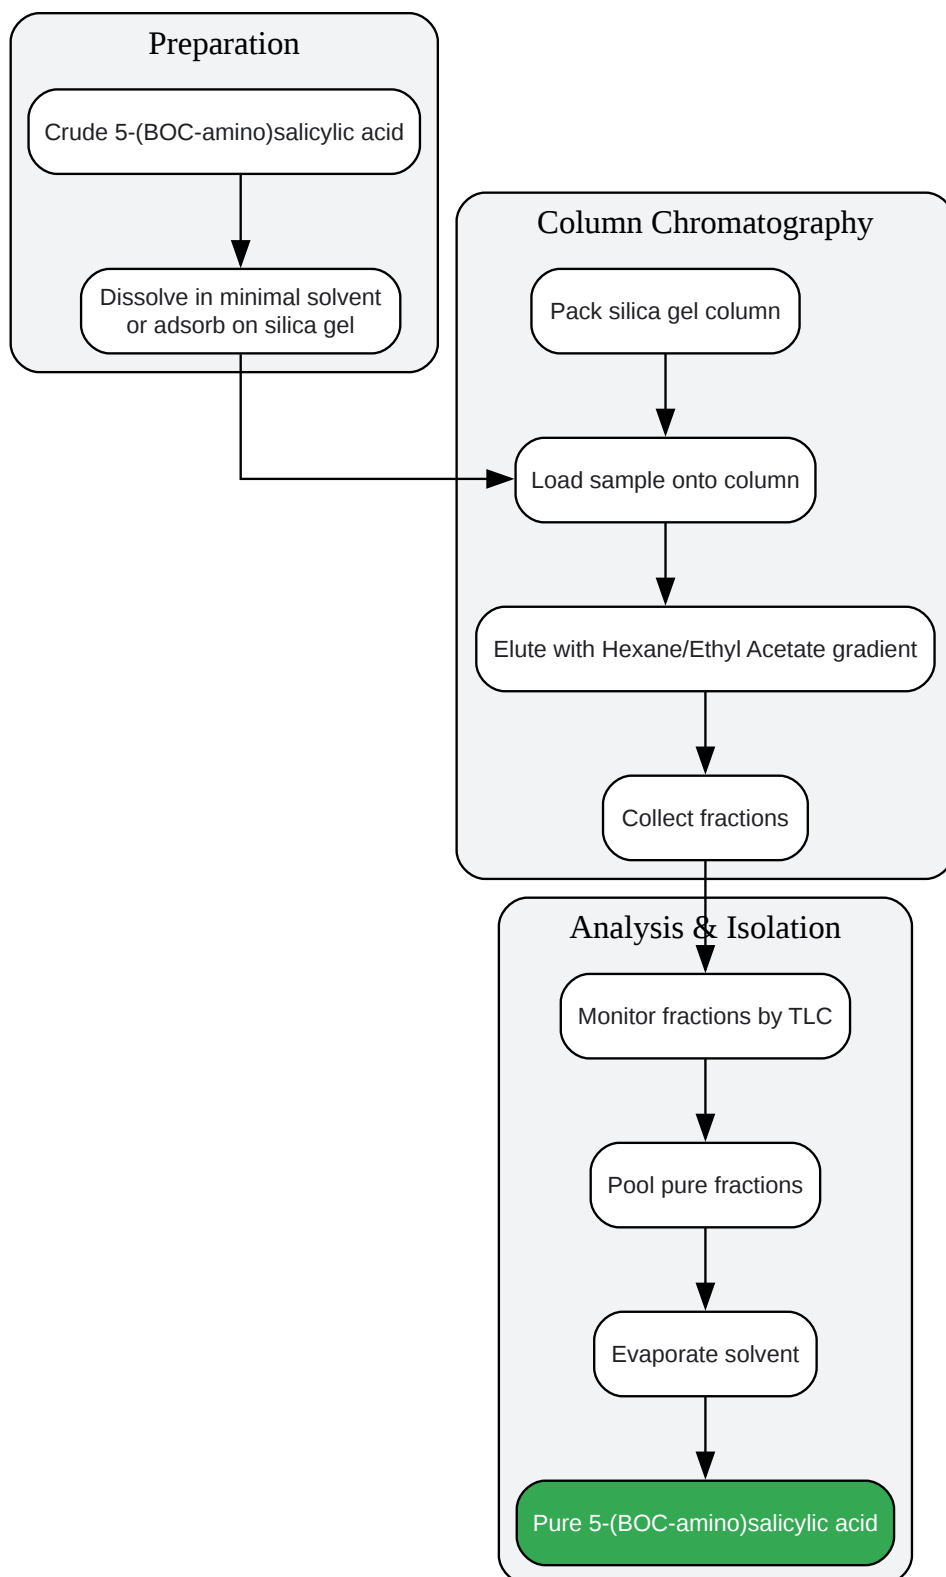 Preparation
Crude 5-(BOC-amino)salicylic acid
Dissolve in minimal solvent
or adsorb on silica gel
Column Chromatography
Pack silica gel column
Load sample onto column
Elute with Hexane/Ethyl Acetate gradient
Collect fractions
Analysis & Isolation
Monitor fractions by TLC
Pool pure fractions
Evaporate solvent
Pure 5-(BOC-amino)salicylic acid